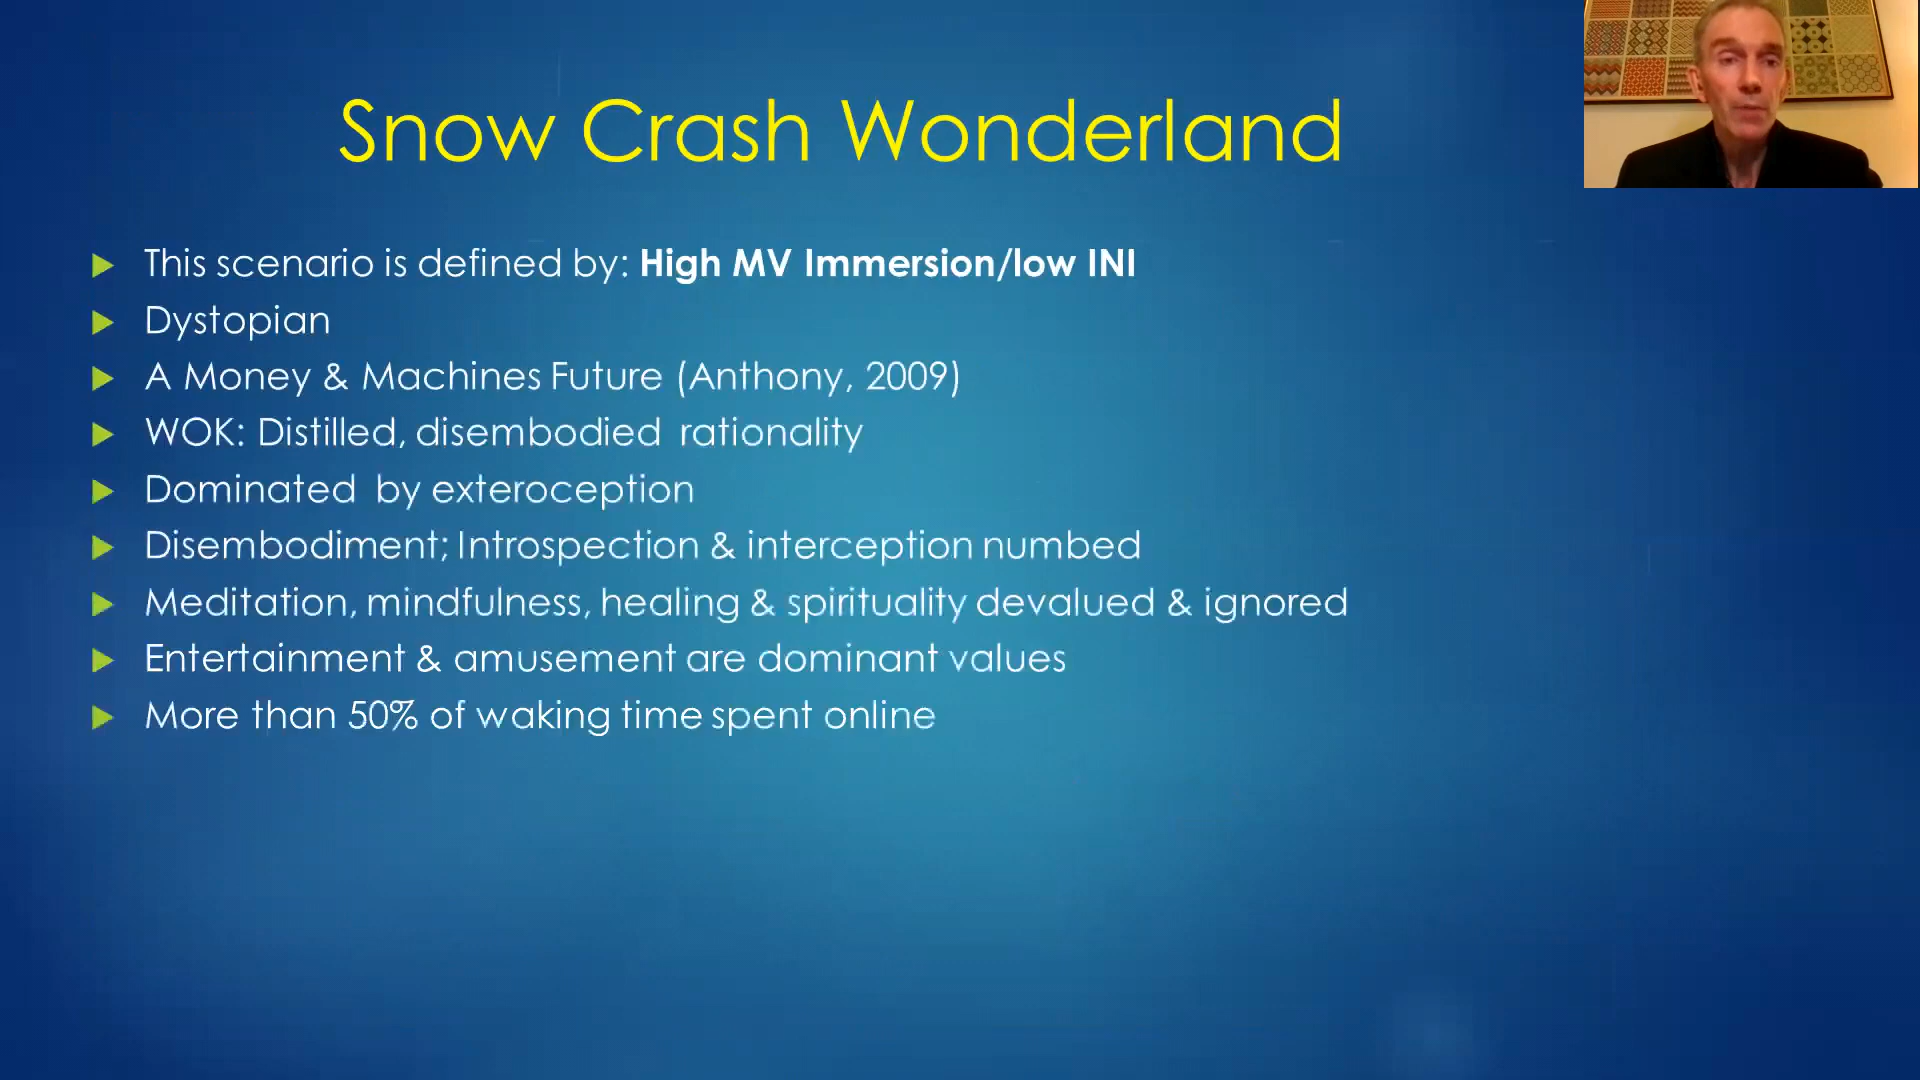 Snow Crash Wonderland
This scenario is defined by: High MV Immersion/low INI
Dystopian
A Money & Machines Future (Anthony, 2009)
WOK: Distilled, disembodied rationality
Dominated by exteroception
Disembodiment; Introspection & interception numbed
Meditation, mindfulness, healing & spirituality devalued & ignored
Entertainment & amusement are dominant values
More than 50% of waking time spent online